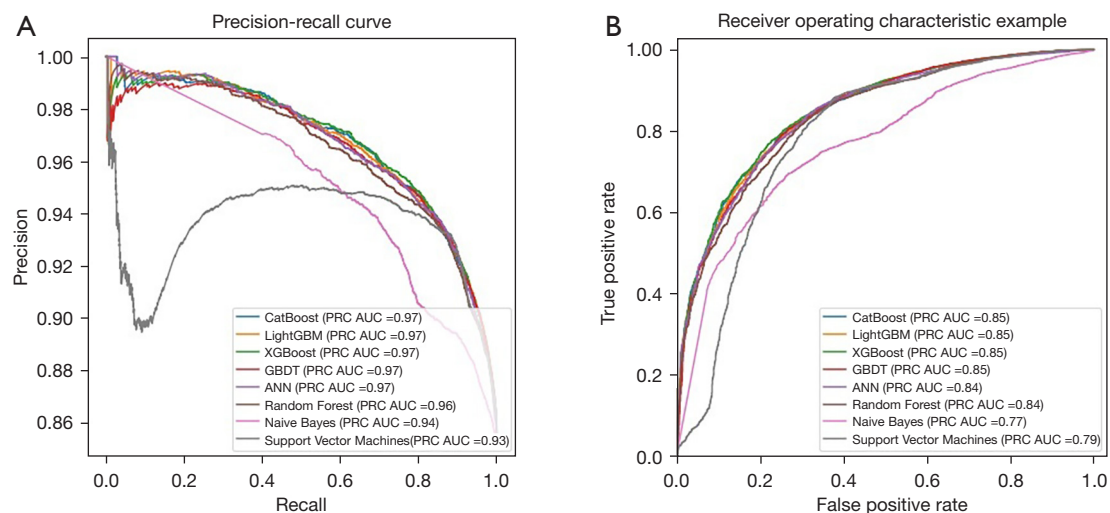 A
Precision-recall curve
Precision
1.00
0.98
0.96
0.94
0.92
0.90
0.88
0.86
CatBoost (PRC AUC =0.97)
LightGBM (PRC AUC =0.97)
XGBoost (PRC AUC =0.97)
GBDT (PRC AUC =0.97)
ANN (PRC AUC =0.97)
Random Forest (PRC AUC =0.96)
Naive Bayes (PRC AUC =0.94)
Support Vector Machines(PRC AUC =0.93)
0.0 0.2 0.4 0.6 0.8 1.0
Recall
B
Receiver operating characteristic example
True positive rate
1.0
0.8
0.6
0.4
0.2
0.0
CatBoost (PRC AUC =0.85)
LightGBM (PRC AUC =0.85)
XGBoost (PRC AUC =0.85)
GBDT (PRC AUC =0.85)
ANN (PRC AUC =0.84)
Random Forest (PRC AUC =0.84)
Naive Bayes (PRC AUC =0.77)
Support Vector Machines (PRC AUC =0.79)
0.0 0.2 0.4 0.6 0.8 1.0
False positive rate